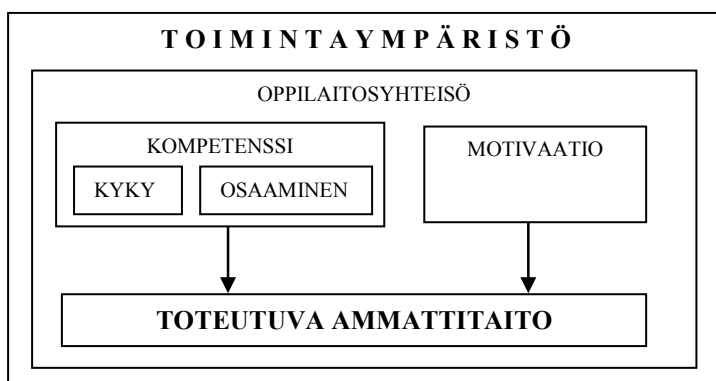 T O I M I N T A Y M P Ä R I S T Ö
OPPILAITOSYHTEISÖ
KOMPETENSSI
KYKY
OSAAMINEN
MOTIVAATIO
TOTEUTUVA AMMATTITAITO